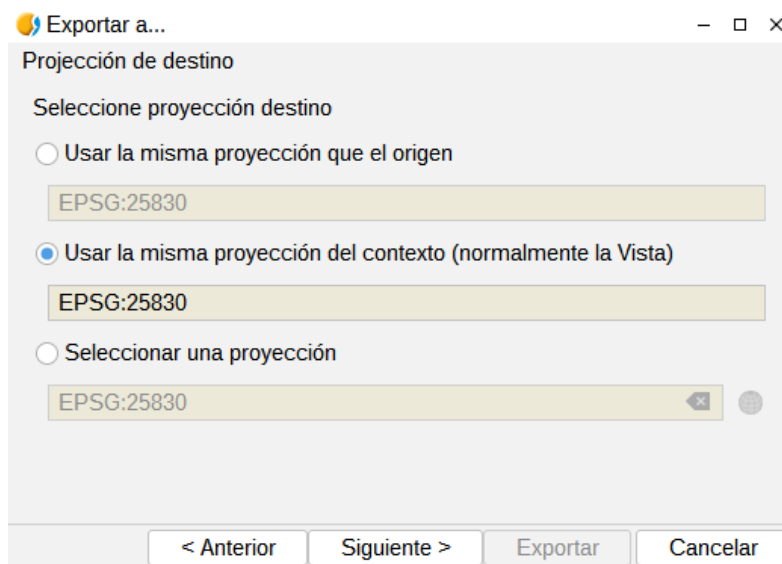 Exportar a...
Projección de destino
Seleccione proyección destino
Usar la misma proyección que el origen
EPSG:25830
Usar la misma proyección del contexto (normalmente la Vista)
EPSG:25830
Seleccionar una proyección
EPSG:25830
< Anterior Siguiente > Exportar Cancelar